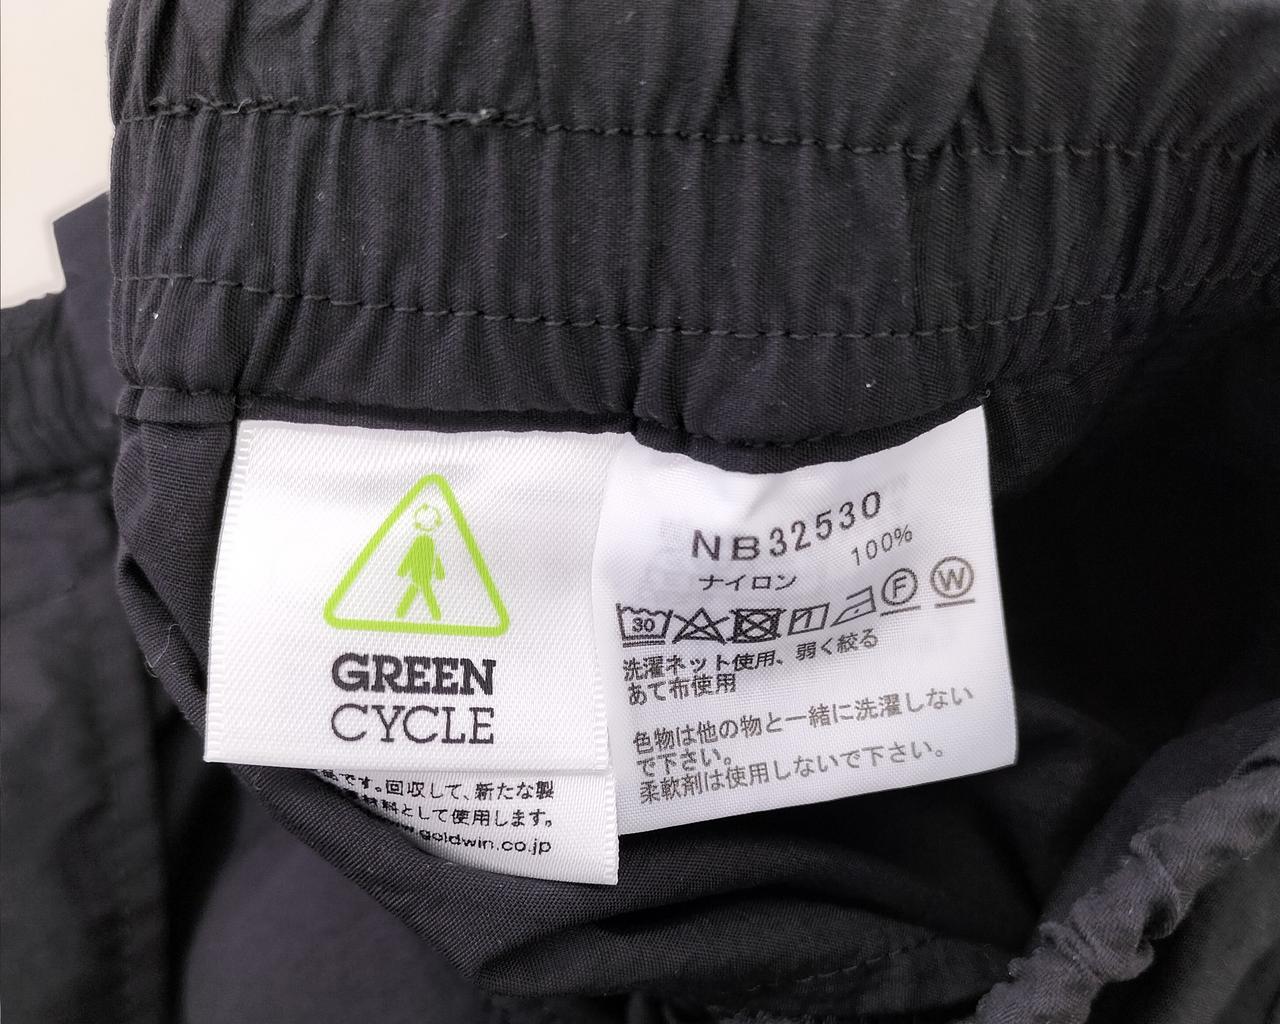 GREEN
CYCLE
です。回収して、新たな製
材料として使用します。
goldwin.co.jp
NB32530
ナイロン 100%
30 F W
洗濯ネット使用、弱く絞る
あて布使用
色物は他の物と一緒に洗濯しない
で下さい。
柔軟剤は使用しないで下さい。